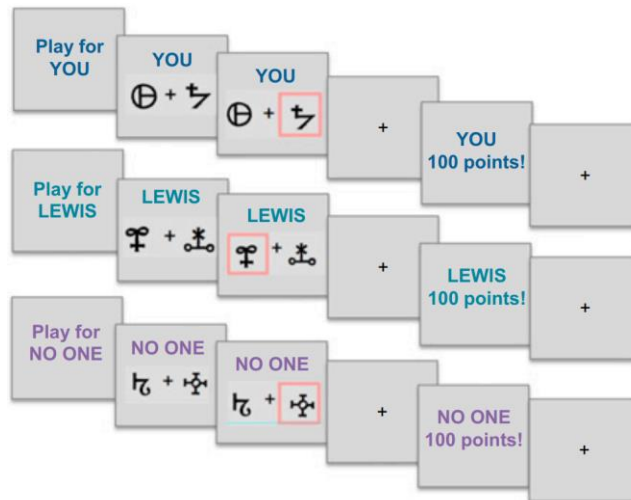 Play for
YOU
YOU
+
YOU
+
+
YOU
100 points!
+
Play for
LEWIS
LEWIS
+
LEWIS
+
+
LEWIS
100 points!
+
Play for
NO ONE
NO ONE
+
NO ONE
+
+
NO ONE
100 points!
+